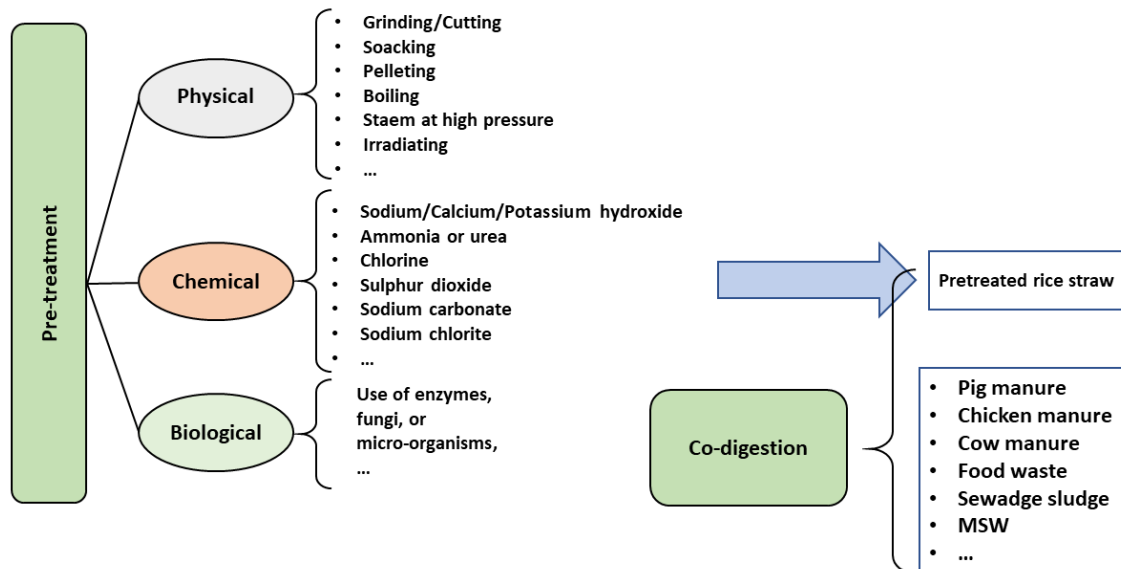 Pre-treatment
Physical
• Grinding/Cutting
• Soacking
• Pelleting
• Boiling
• Staem at high pressure
• Irradiating
• ...
Chemical
• Sodium/Calcium/Potassium hydroxide
• Ammonia or urea
• Chlorine
• Sulphur dioxide
• Sodium carbonate
• Sodium chlorite
• ...
Biological
Use of enzymes,
fungi, or
micro-organisms,
...
Pretreated rice straw
Co-digestion
• Pig manure
• Chicken manure
• Cow manure
• Food waste
• Sewadge sludge
• MSW
• ...